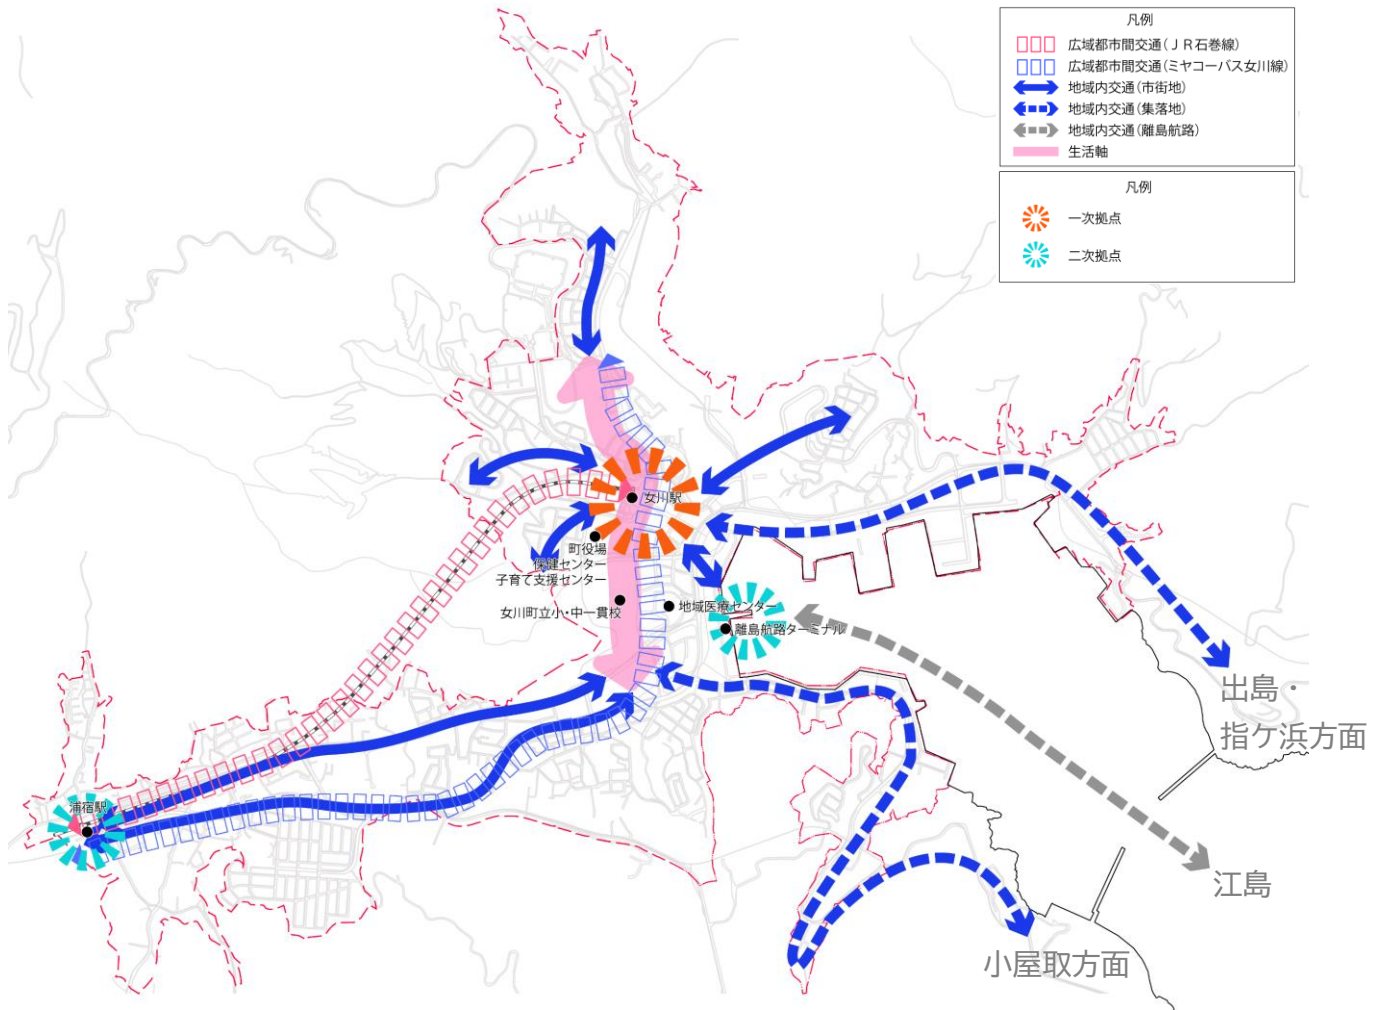 凡例
広域都市間交通(JR石巻線)
広域都市間交通(ミヤコーバス女川線)
地域内交通(市街地)
地域内交通(集落地)
地域内交通(離島航路)
生活軸
凡例
一次拠点
二次拠点
女川駅
町役場
保健センター
子育て支援センター
女川町立小・中一貫校
地域医療センター
離島航路ターミナル
出島・
指ケ浜方面
浦宿駅
江島
小屋取方面